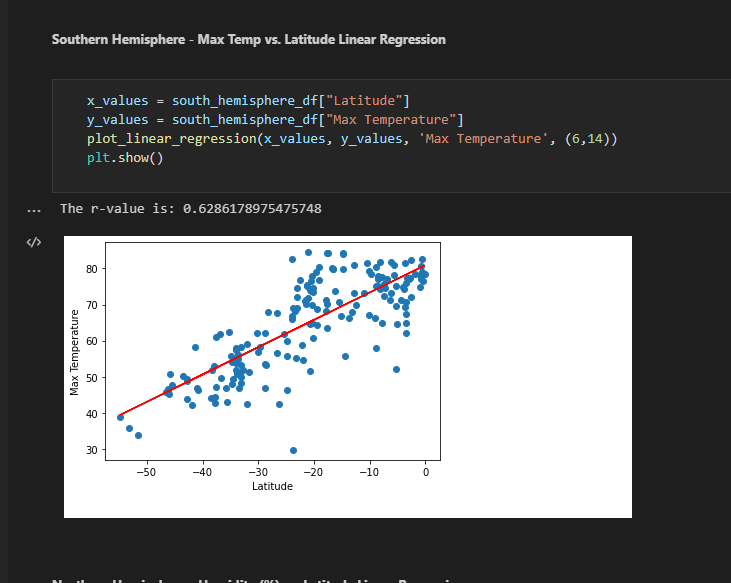 Southern Hemisphere - Max Temp vs. Latitude Linear Regression
x_values = south_hemisphere_df["Latitude"]
y_values = south_hemisphere_df["Max Temperature"]
plot_linear_regression(x_values, y_values, 'Max Temperature', (6,14))
plt.show()
...
The r-value is: 0.6286178975475748
</>
80
70
60
50
40
30
Max Temperature
−50 −40 −30 −20 −10 0
Latitude